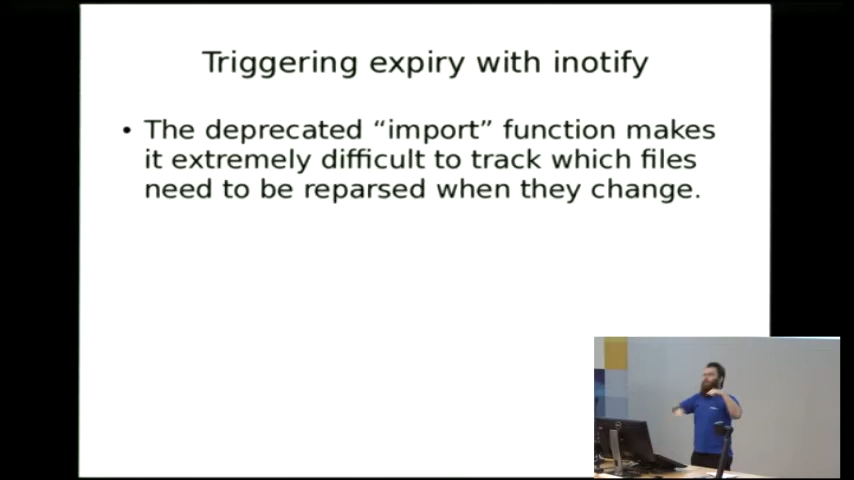 Triggering expiry with inotify
• The deprecated “import” function makes
it extremely difficult to track which files
need to be reparsed when they change.